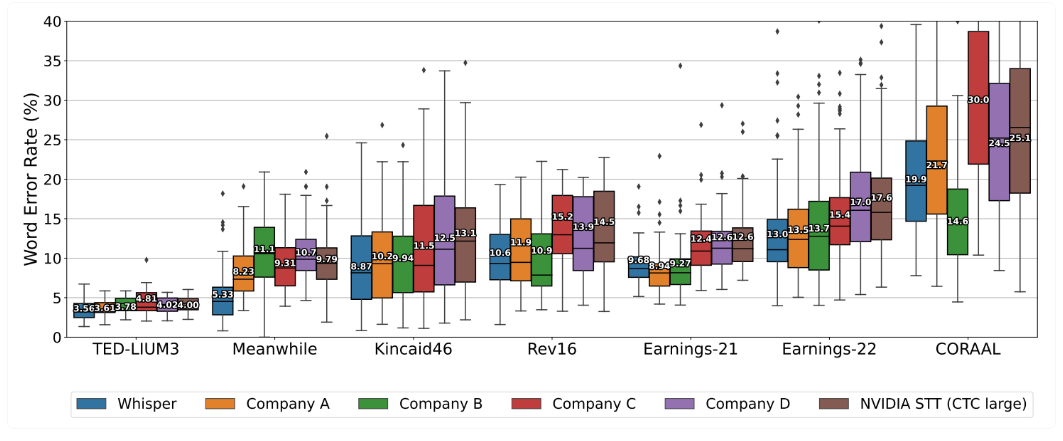 40
35
30
25
20
15
10
5
0
Word Error Rate (%)
3.56 3.61 3.78 4.81 4.02 4.00
5.33 8.23 11.1 9.31 10.7 9.79
8.87 10.2 9.94 11.5 12.5 13.1
10.6 11.9 10.9 15.2 13.9 14.5
9.68 8.94 9.27 12.4 12.6 12.6
13.0 13.5 13.7 15.4 17.0 17.6
19.9 21.7 14.6 30.0 24.5 25.1
TED-LIUM3 Meanwhile Kincaid46 Rev16 Earnings-21 Earnings-22 CORAAL
Whisper Company A Company B Company C Company D NVIDIA STT (CTC large)